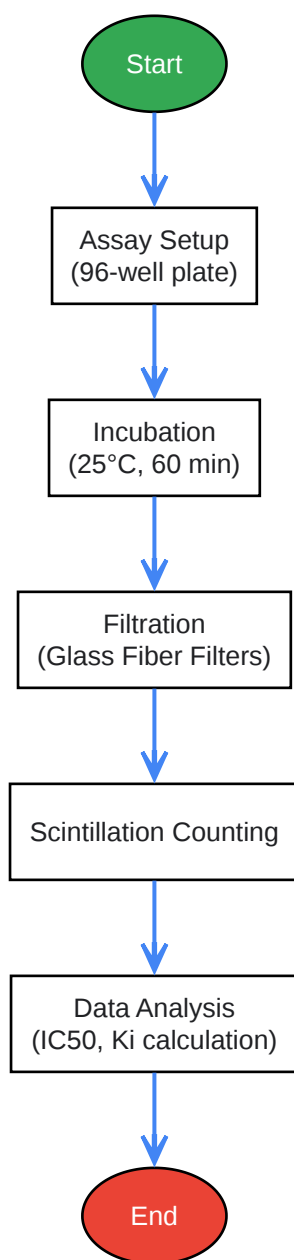 Start
Assay Setup
(96-well plate)
Incubation
(25°C, 60 min)
Filtration
(Glass Fiber Filters)
Scintillation Counting
Data Analysis
(IC50, Ki calculation)
End